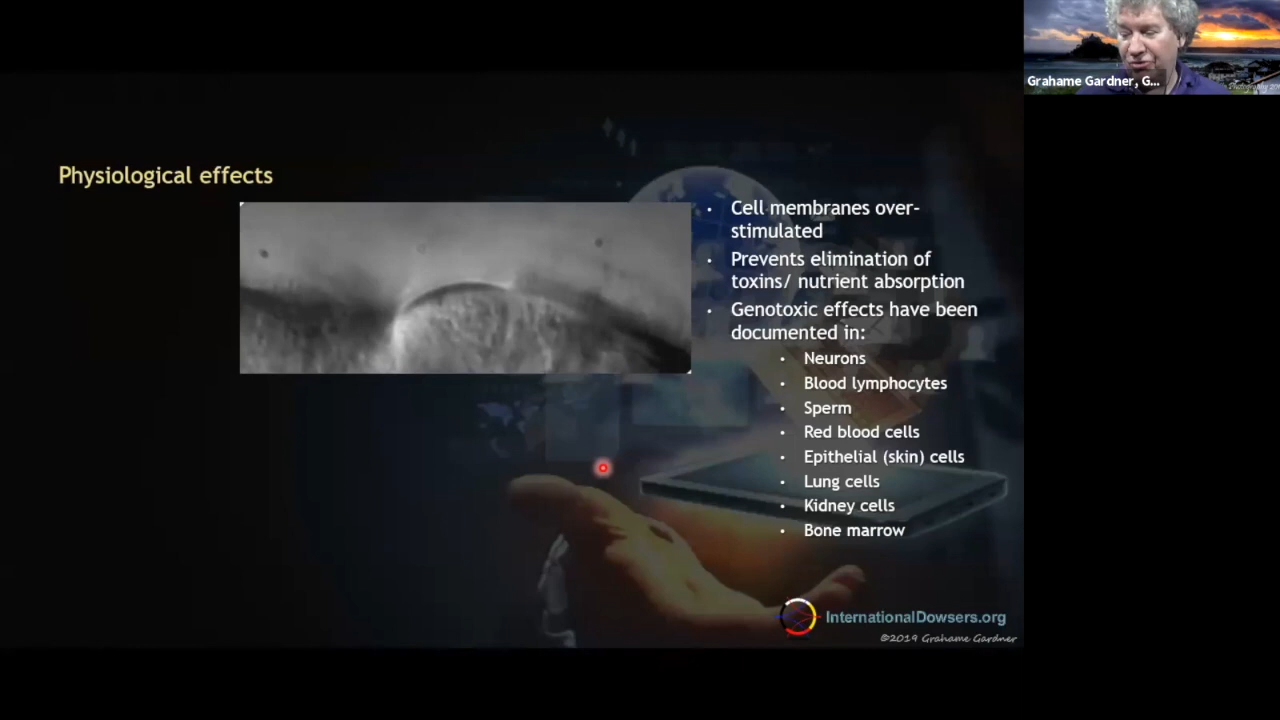 Grahame Gardner, G...
Physiological effects
• Cell membranes over-
stimulated
• Prevents elimination of
toxins/ nutrient absorption
• Genotoxic effects have been
documented in:
• Neurons
• Blood lymphocytes
• Sperm
• Red blood cells
• Epithelial (skin) cells
• Lung cells
• Kidney cells
• Bone marrow
InternationalDowsers.org
©2019 Grahame Gardner